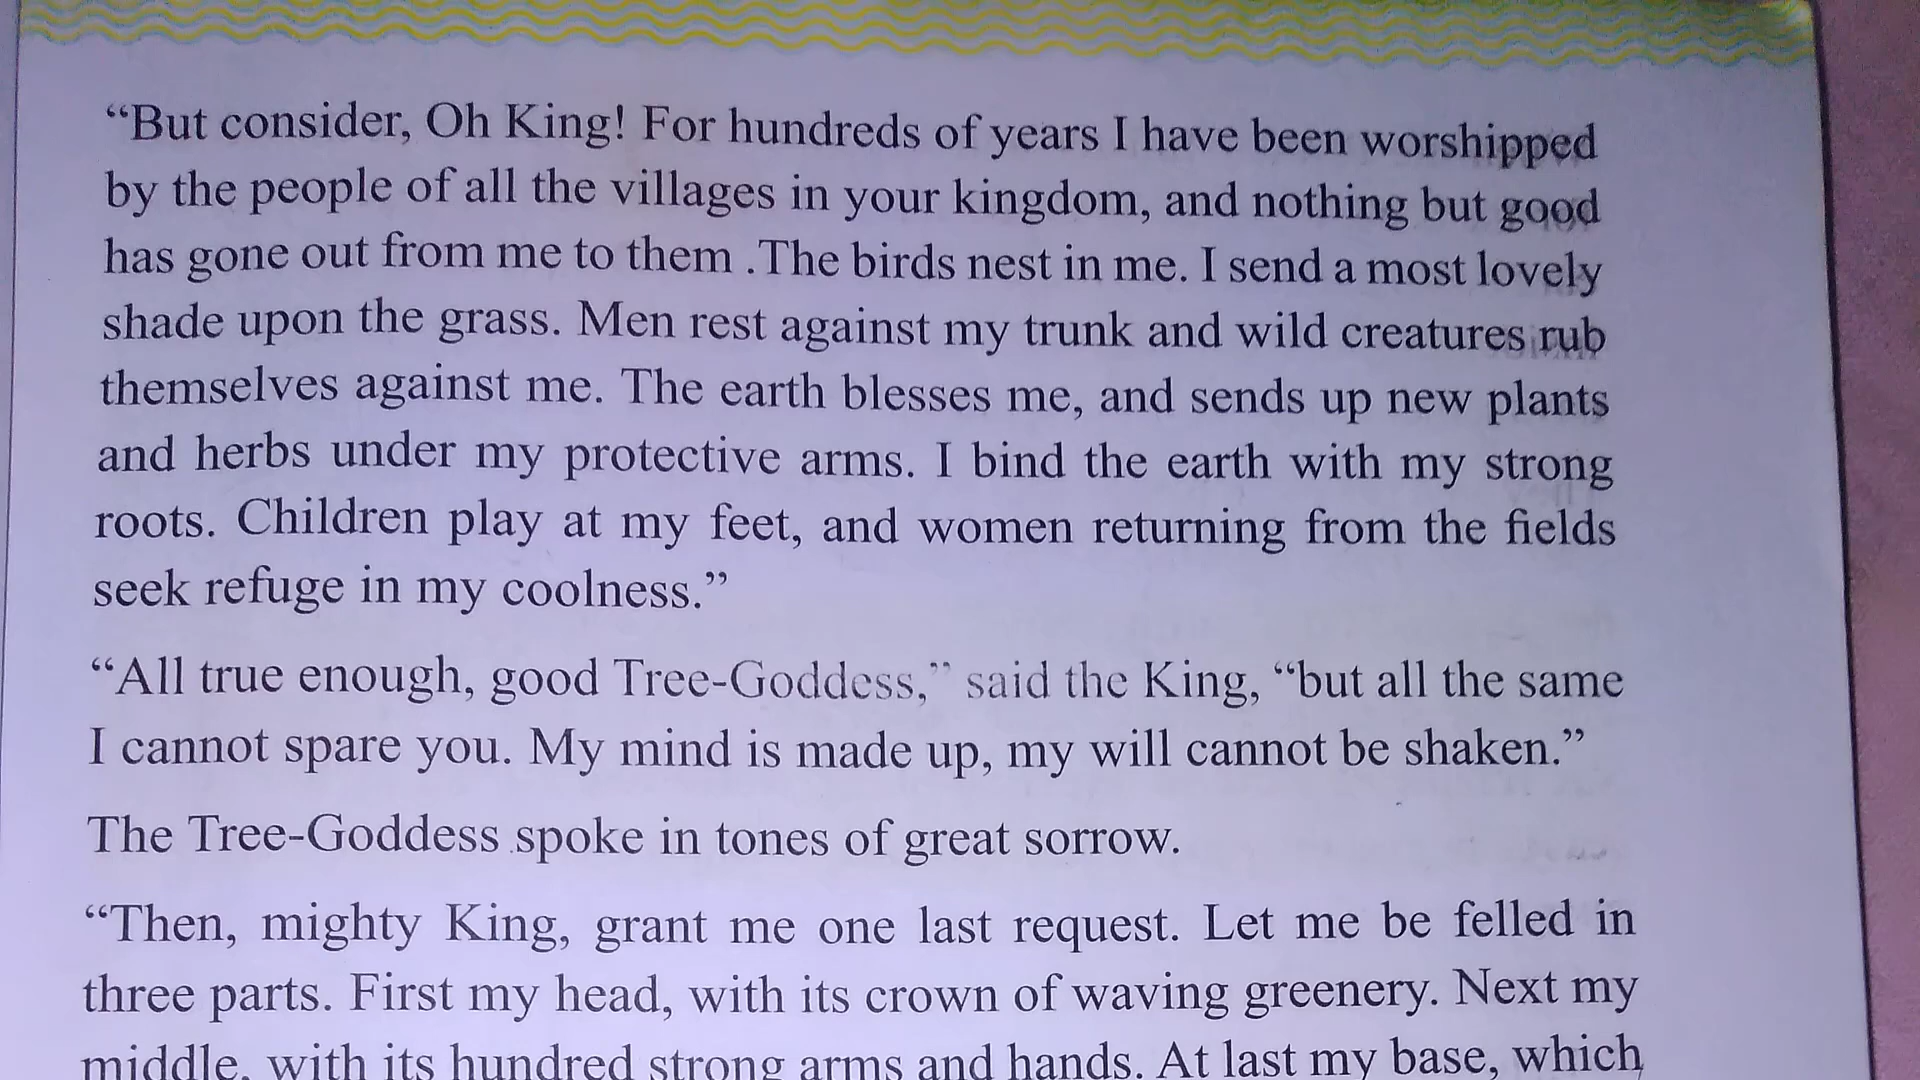 “But consider, Oh King! For hundreds of years I have been worshipped
by the people of all the villages in your kingdom, and nothing but good
has gone out from me to them .The birds nest in me. I send a most lovely
shade upon the grass. Men rest against my trunk and wild creatures rub
themselves against me. The earth blesses me, and sends up new plants
and herbs under my protective arms. I bind the earth with my strong
roots. Children play at my feet, and women returning from the fields
seek refuge in my coolness.”
“All true enough, good Tree-Goddess,” said the King, “but all the same
I cannot spare you. My mind is made up, my will cannot be shaken.”
The Tree-Goddess spoke in tones of great sorrow.
“Then, mighty King, grant me one last request. Let me be felled in
three parts. First my head, with its crown of waving greenery. Next my
middle, with its hundred strong arms and hands. At last my base, which